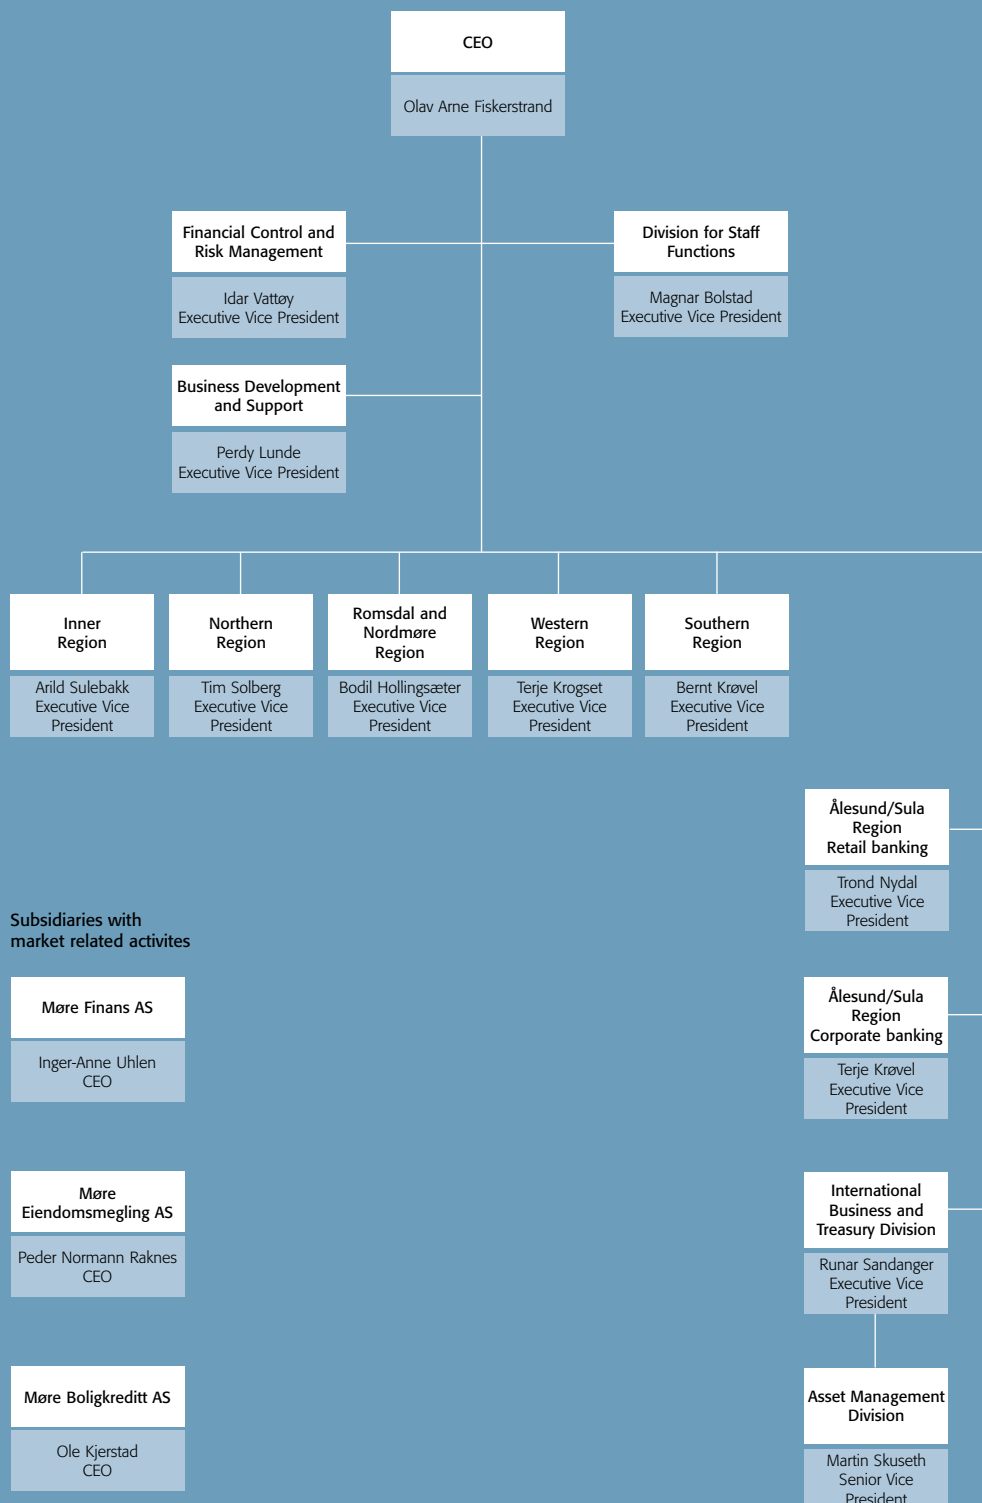 CEO
Olav Arne Fiskerstrand
Financial Control and
Risk Management
Idar Vattøy
Executive Vice President
Division for Staff
Functions
Magnar Bolstad
Executive Vice President
Business Development
and Support
Perdy Lunde
Executive Vice President
Inner
Region
Arild Sulebakk
Executive Vice
President
Northern
Region
Tim Solberg
Executive Vice
President
Romsdal and
Nordmøre
Region
Bodil Hollingsæter
Executive Vice
President
Western
Region
Terje Krogset
Executive Vice
President
Southern
Region
Bernt Krøvel
Executive Vice
President
Ålesund/Sula
Region
Retail banking
Trond Nydal
Executive Vice
President
Ålesund/Sula
Region
Corporate banking
Terje Krøvel
Executive Vice
President
International
Business and
Treasury Division
Runar Sandanger
Executive Vice
President
Asset Management
Division
Martin Skuseth
Senior Vice
President
Subsidiaries with
market related activites
Møre Finans AS
Inger-Anne Uhlen
CEO
Møre
Eiendomsmegling AS
Peder Normann Raknes
CEO
Møre Boligkreditt AS
Ole Kjerstad
CEO